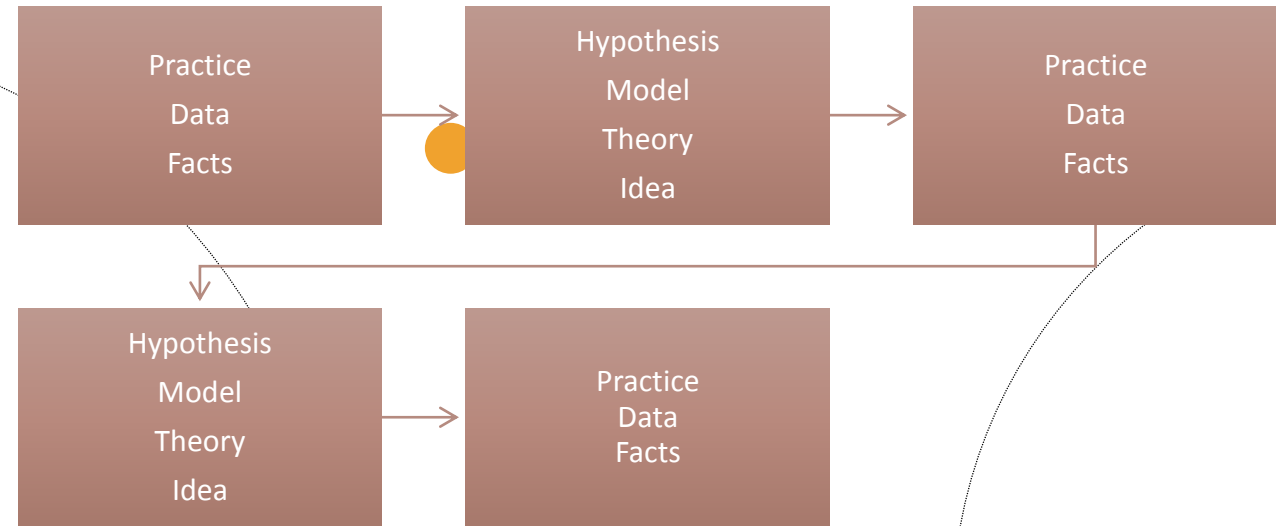 Practice
Data
Facts
Hypothesis
Model
Theory
Idea
Practice
Data
Facts
Hypothesis
Model
Theory
Idea
Practice
Data
Facts